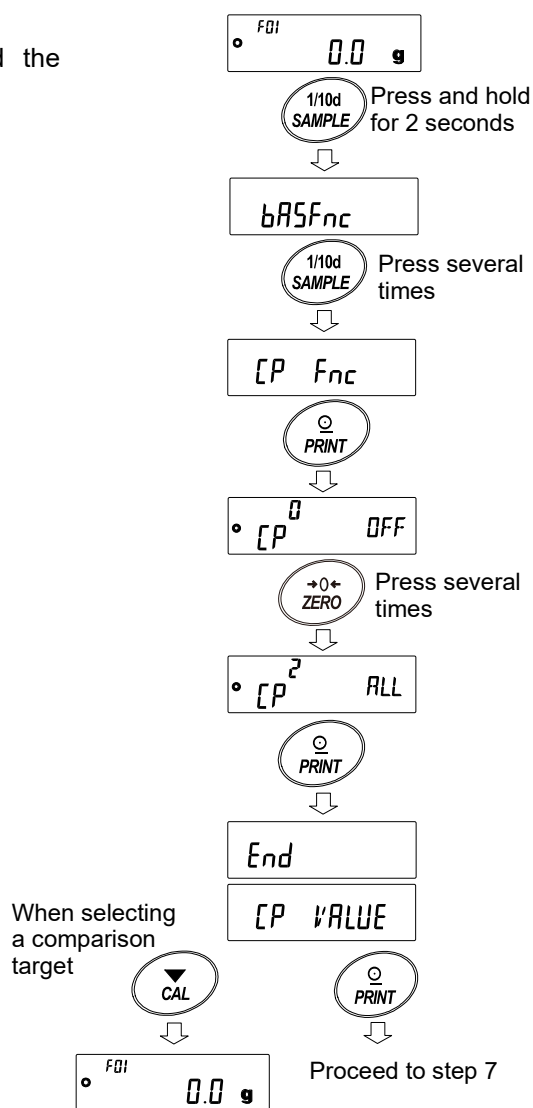 the
F01
0.0 g
1/10d
SAMPLE
Press and hold
for 2 seconds
bASFnc
1/10d
SAMPLE
Press several
times
CP Fnc
PRINT
CP 0 OFF
→0←
ZERO
Press several
times
CP 2 ALL
PRINT
End
CP VALUE
When selecting
a comparison
target
CAL
PRINT
Proceed to step 7
F01
0.0 g